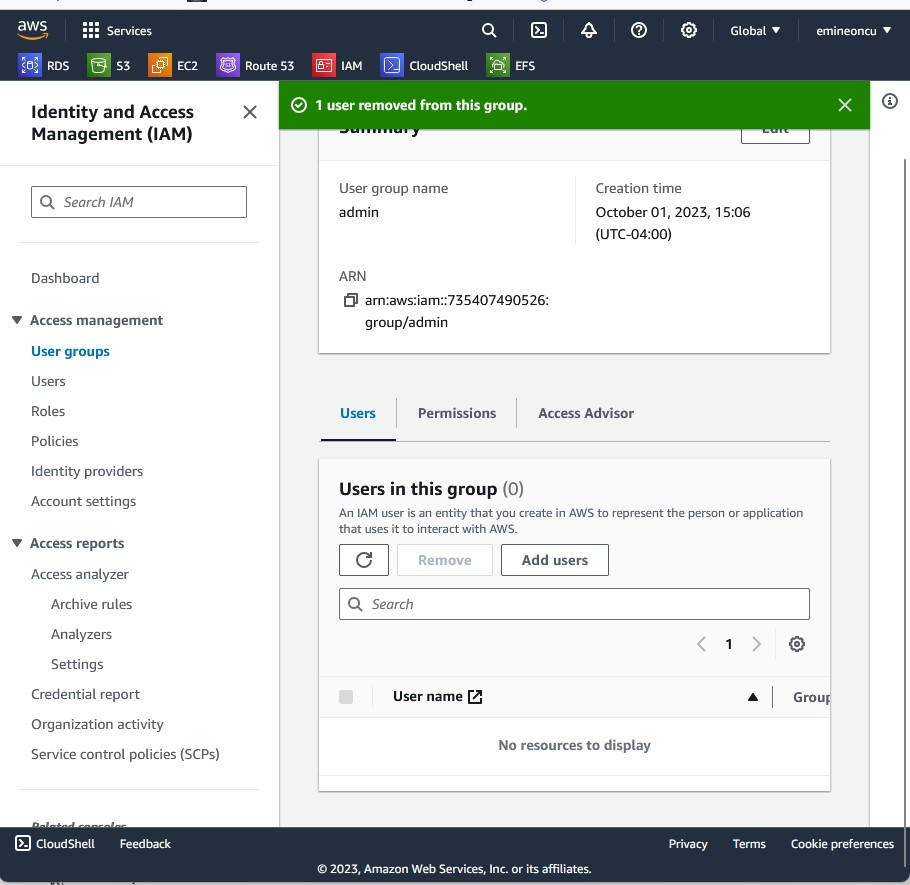 aws
Services
Global
emineoncu
RDS
S3
EC2
Route 53
IAM
CloudShell
EFS
Identity and Access
Management (IAM)
Search IAM
Dashboard
Access management
User groups
Users
Roles
Policies
Identity providers
Account settings
Access reports
Access analyzer
Archive rules
Analyzers
Settings
Credential report
Organization activity
Service control policies (SCPs)
Related consoles
1 user removed from this group.
Summary
Edit
User group name
admin
Creation time
October 01, 2023, 15:06
(UTC-04:00)
ARN
arn:aws:iam::735407490526:
group/admin
Users
Permissions
Access Advisor
Users in this group (0)
An IAM user is an entity that you create in AWS to represent the person or application
that uses it to interact with AWS.
Remove
Add users
Search
1
User name
Group
No resources to display
CloudShell
Feedback
Privacy
Terms
Cookie preferences
© 2023, Amazon Web Services, Inc. or its affiliates.